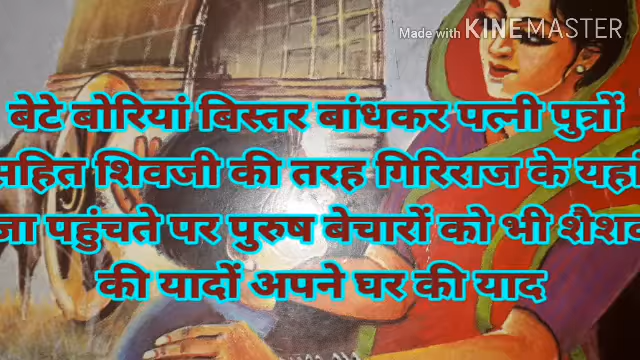 Made with KINEMASTER
बेटे बोरियां बिस्तर बांधकर पत्नी पुत्रों
सहित शिवजी की तरह गिरिराज के यहां
जा पहुंचते पर पुरुष बेचारों को भी शैशव
की यादों अपने घर की याद